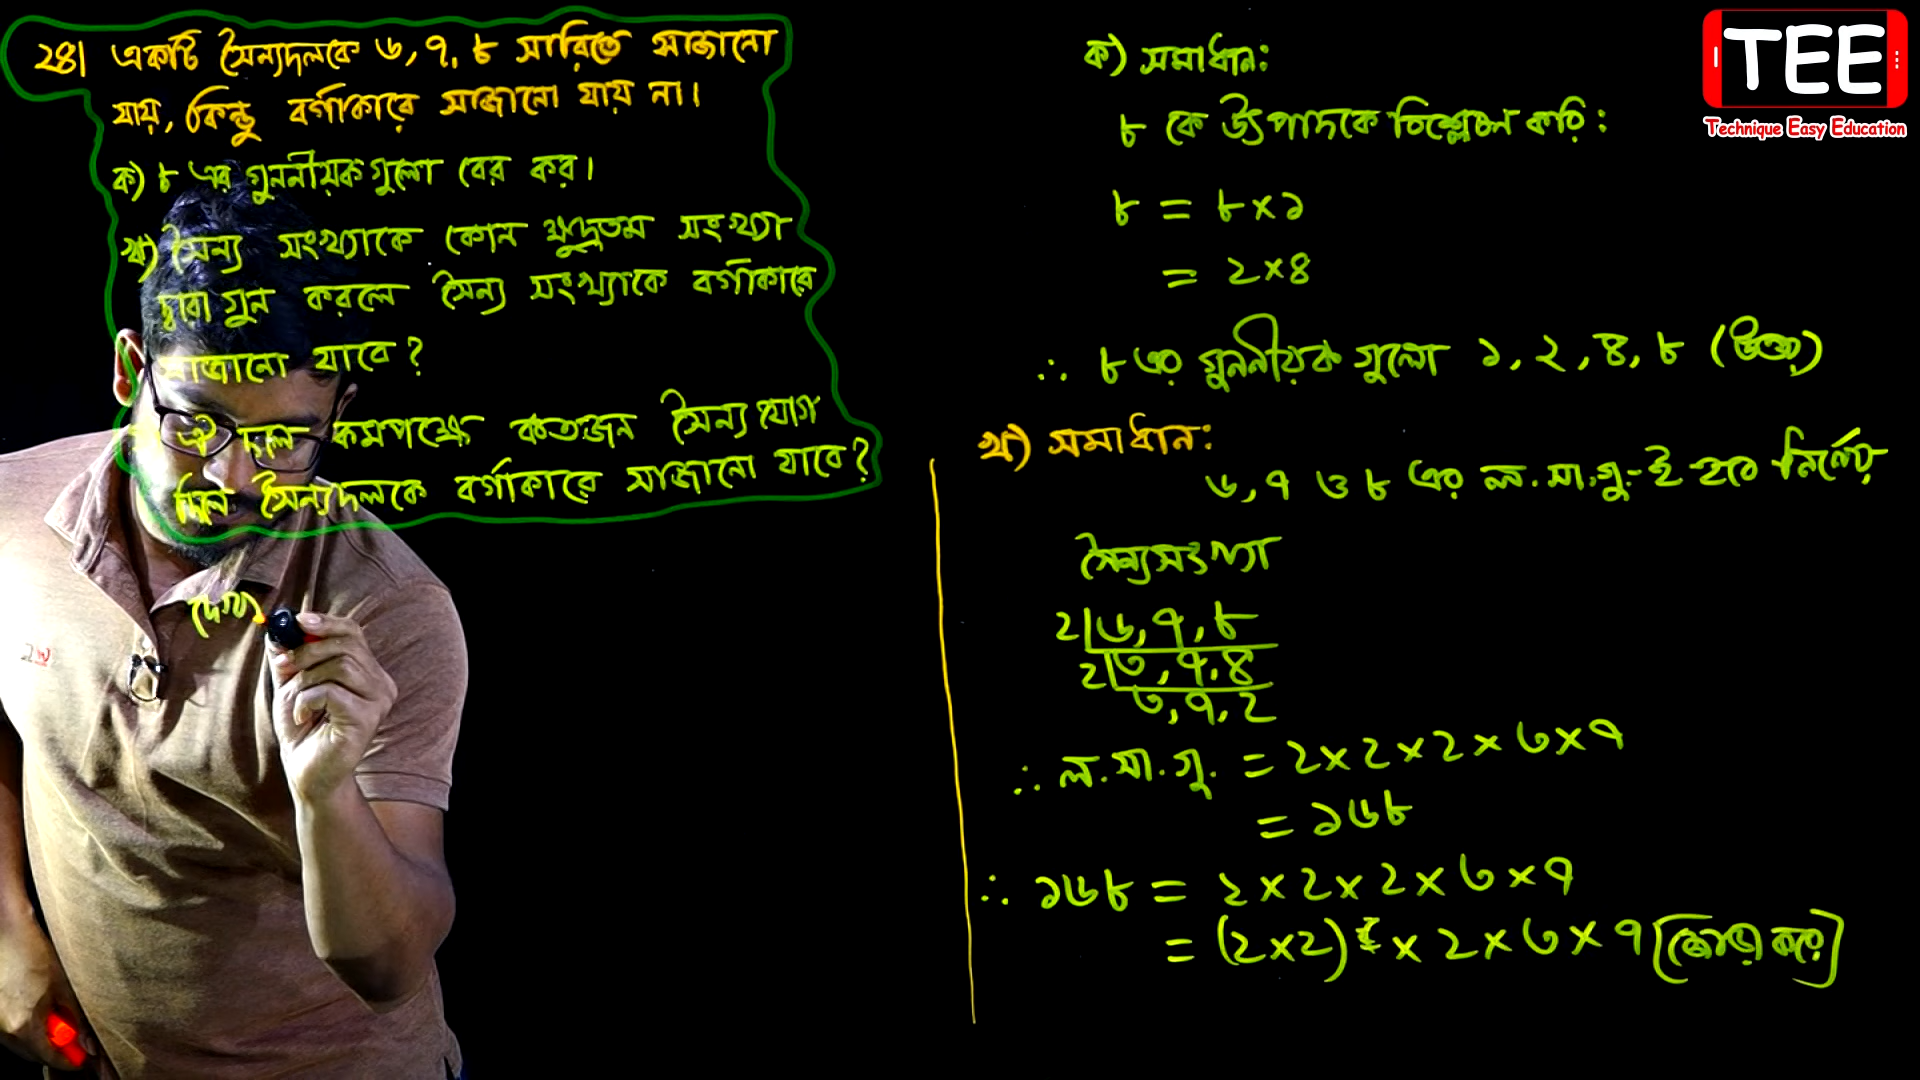 ২৪। একটি সৈন্যদলকে ৬, ৭, ৮ সারিতে সাজানো
যায়, কিন্তু বর্গাকারে সাজানো যায় না।
ক) ৮ এর গুননীয়ক গুলো বের কর।
খ) সৈন্য সংখ্যাকে কোন ক্ষুদ্রতম সংখ্যা
দ্বারা গুন করলে সৈন্য সংখ্যাকে বর্গাকারে
সাজানো যাবে?
ঐ দলে কমপক্ষে কতজন সৈন্য যোগ
দিলে সৈন্যদলকে বর্গাকারে সাজানো যাবে?
দেখা
ক) সমাধান:
৮ কে উৎপাদকে বিশ্লেষন করি:
৮ = ৮×১
= ২×৪
∴ ৮ এর গুননীয়ক গুলো ১, ২, ৪, ৮ (উত্তর)
খ) সমাধান:
৬, ৭ ও ৮ এর ল.সা.গু-ই হবে নির্ণেয়
সৈন্যসংখ্যা
২|৬, ৭, ৮
২|৩, ৭, ৪
৩, ৭, ২
∴ ল.সা.গু. = ২×২×২×৩×৭
= ১৬৮
∴ ১৬৮ = ২×২×২×৩×৭
= (২×২) × ২×৩×৭ [জোড় করে]
TEE
Technique Easy Education